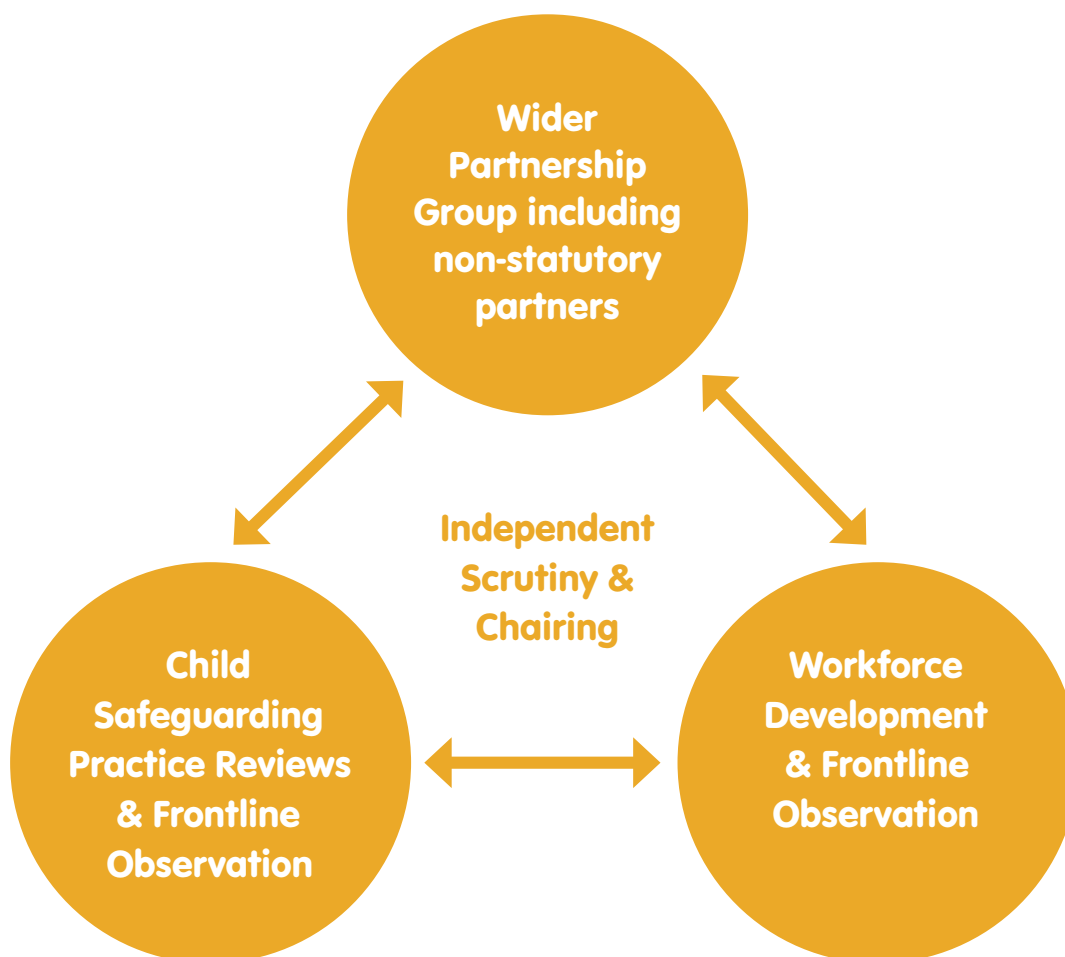 Wider
Partnership
Group including
non-statutory
partners
Independent
Scrutiny &
Chairing
Child
Safeguarding
Practice Reviews
& Frontline
Observation
Workforce
Development
& Frontline
Observation